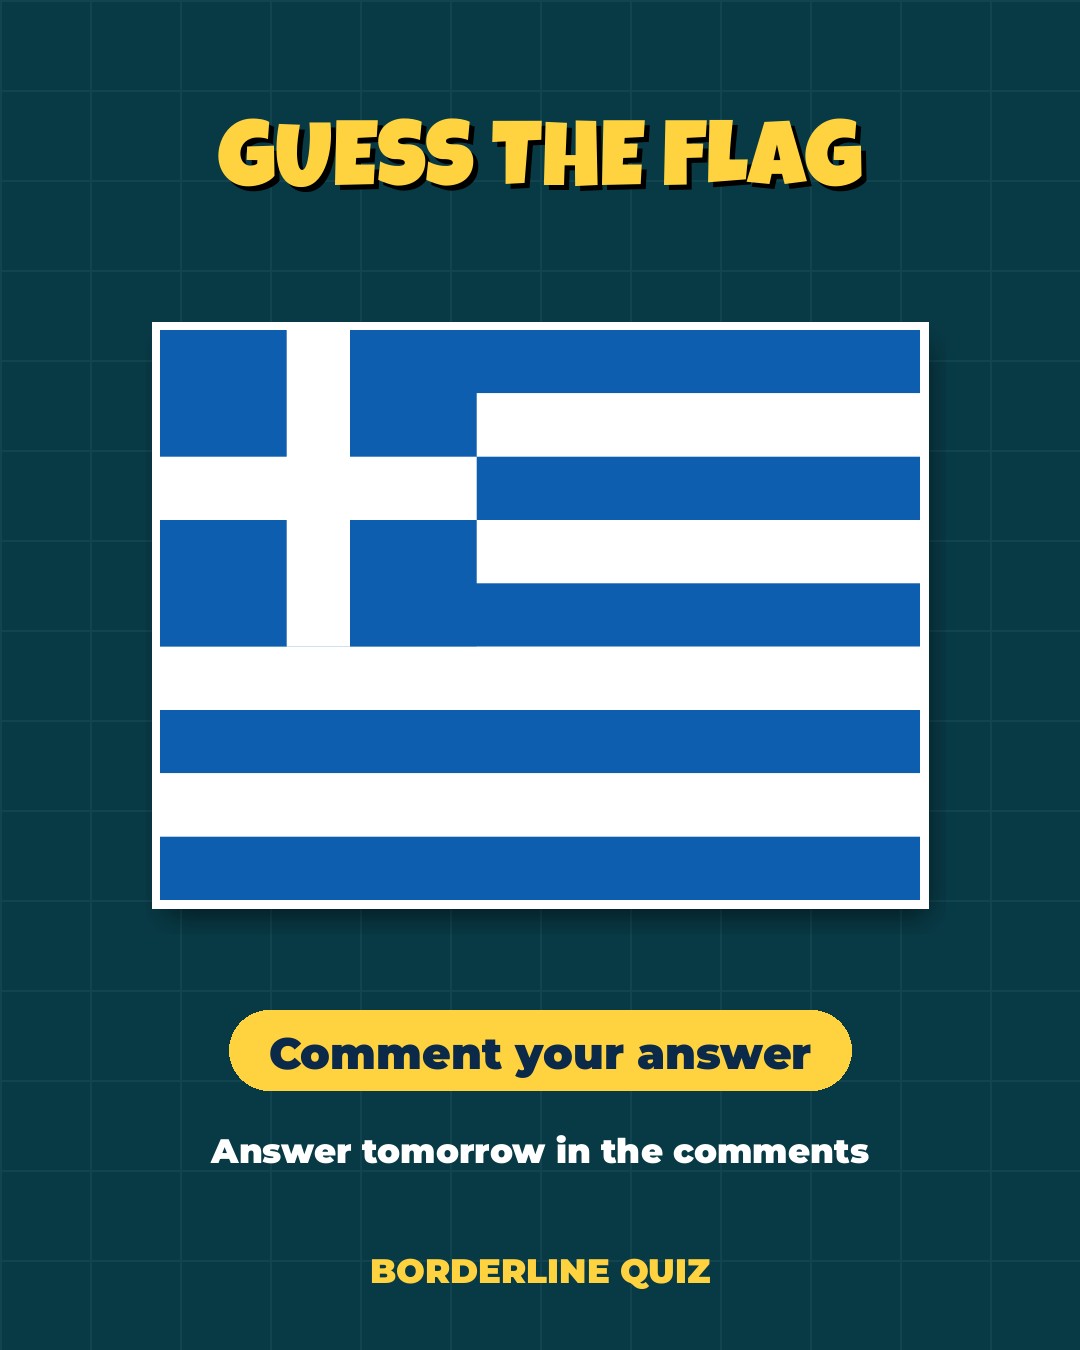 GUESS THE FLAG
Comment your answer
Answer tomorrow in the comments
BORDERLINE QUIZ